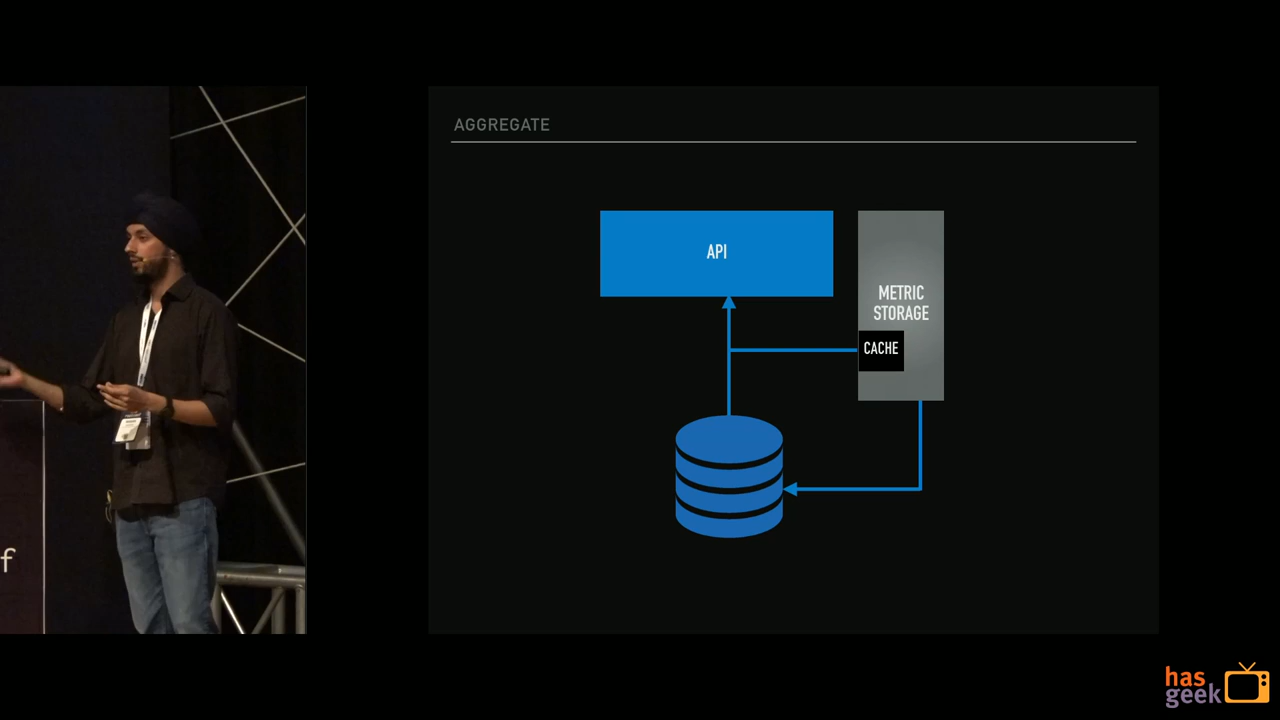 AGGREGATE
API
METRIC
STORAGE
CACHE
f
has
geek